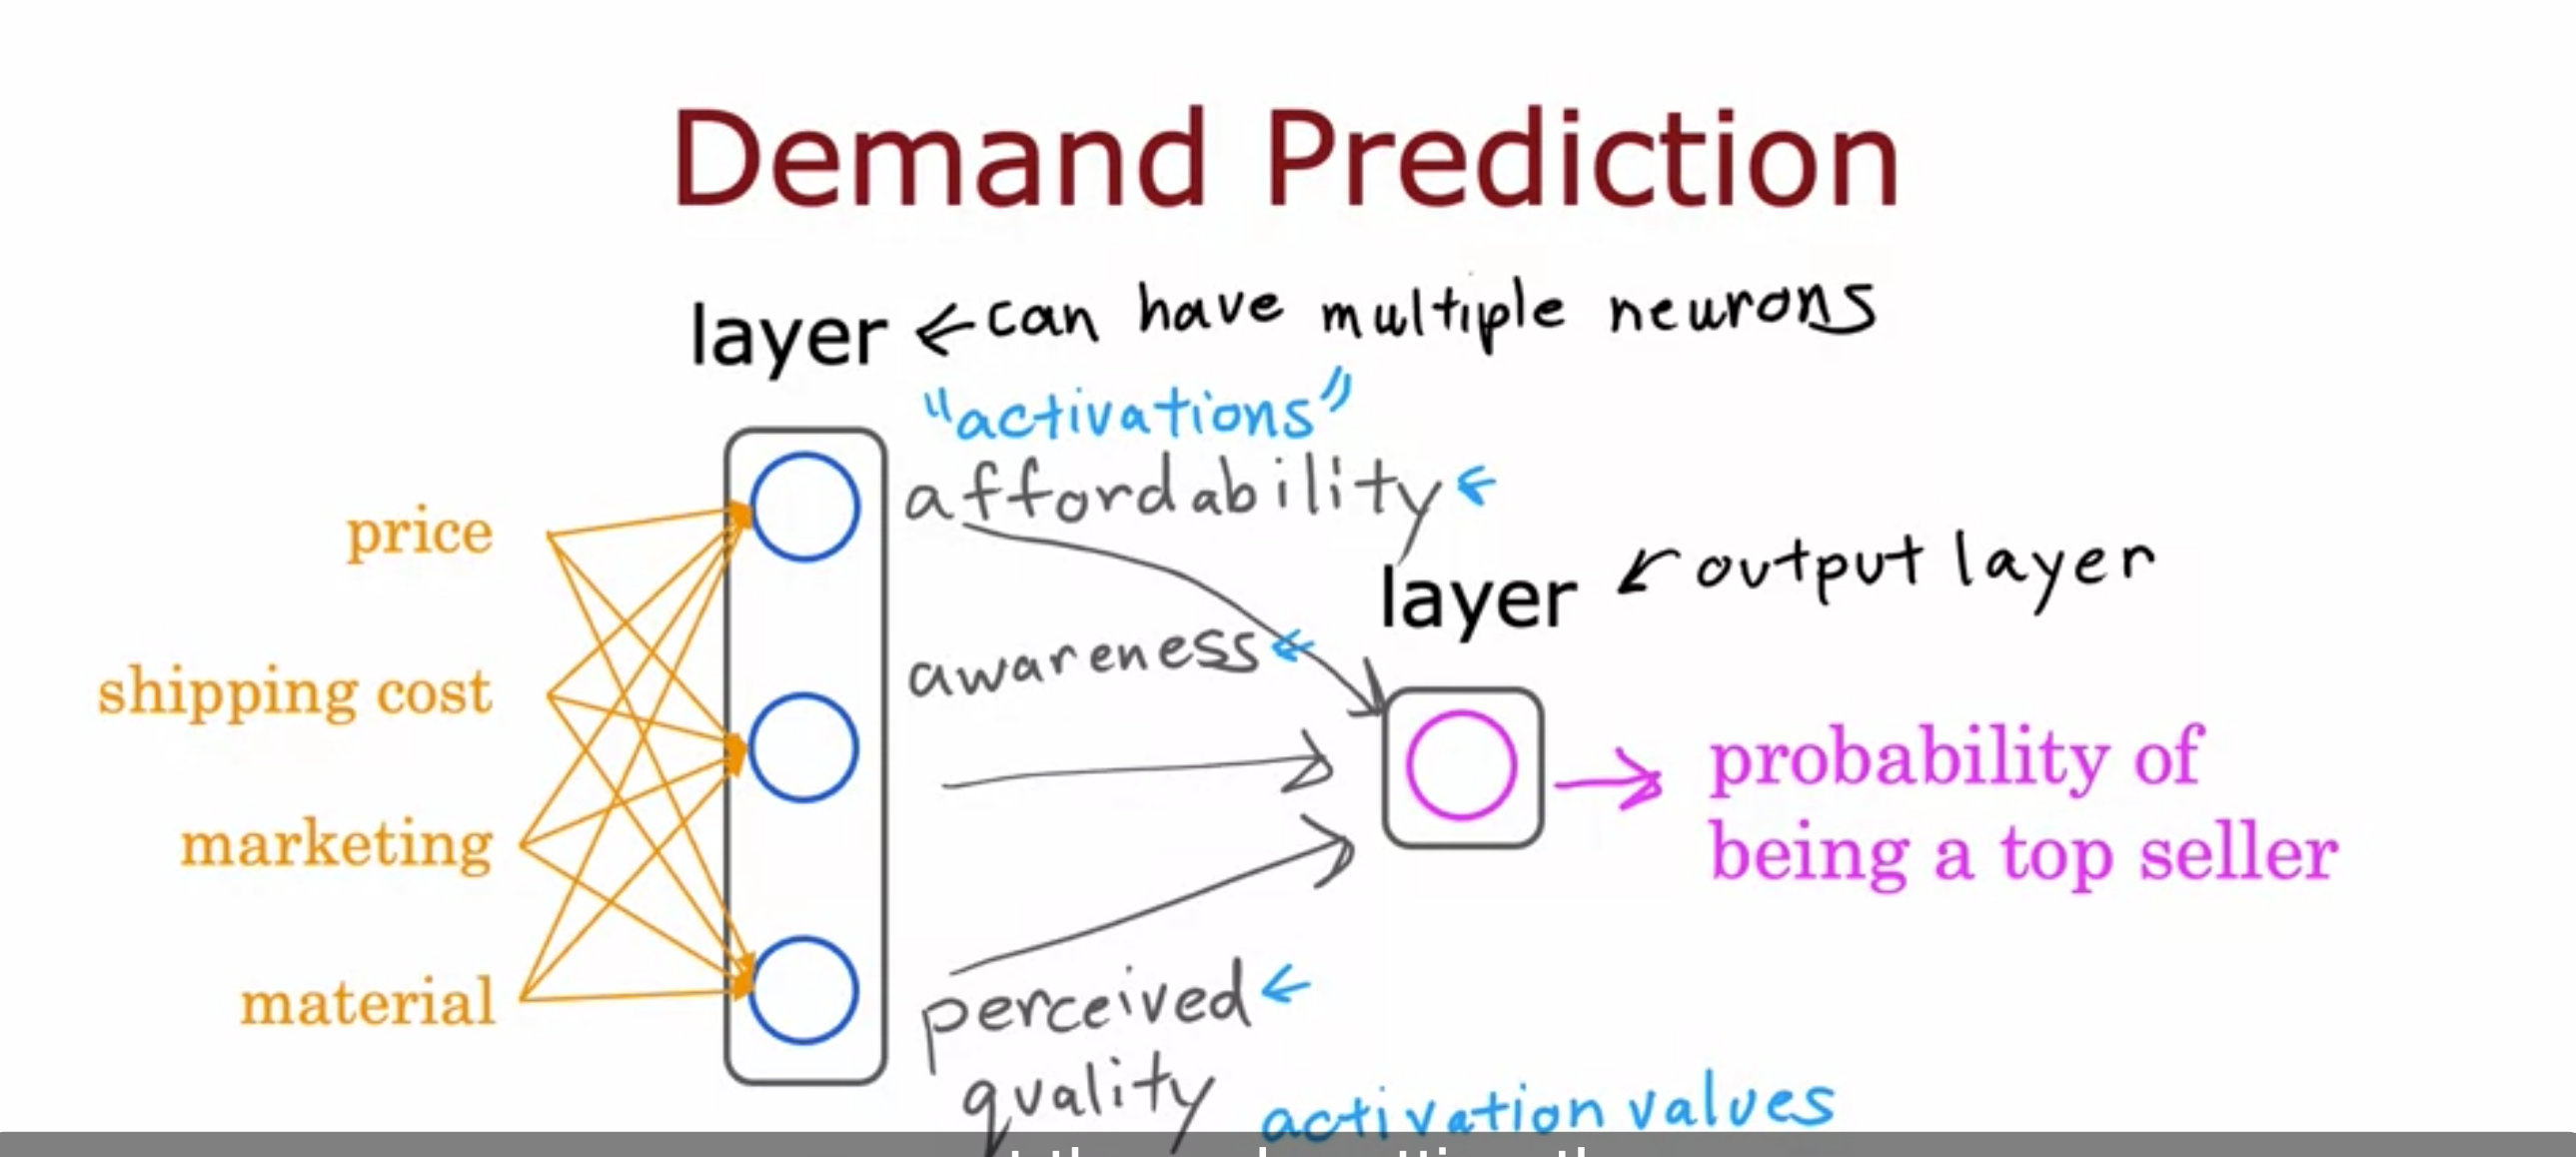 Demand Prediction
layer ← can have multiple neurons
"activations"
affordability ←
price
layer ← output layer
shipping cost
awareness ←
probability of
being a top seller
marketing
material
perceived ←
quality
activation values